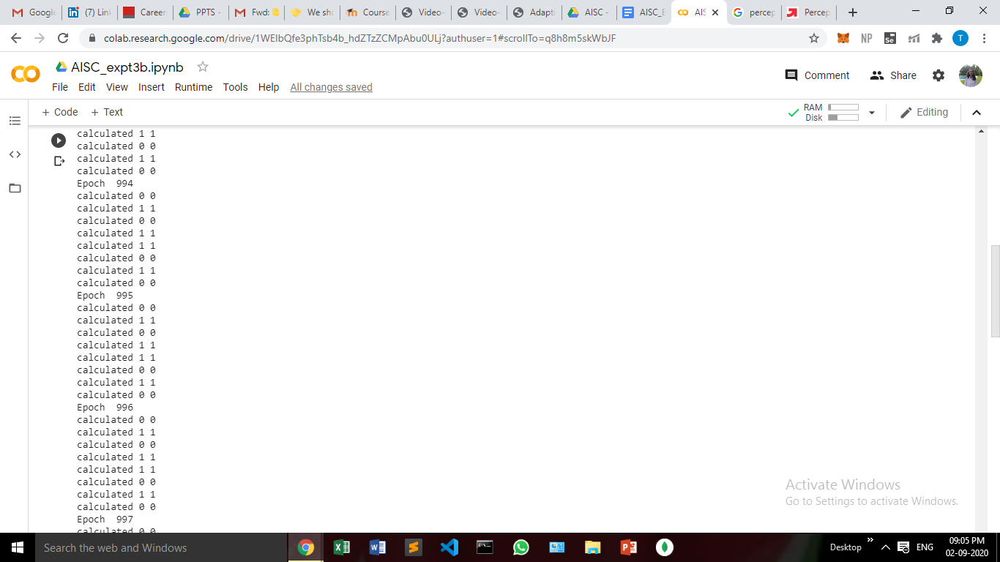 Google
(7) Link
Career
PPTS -
Fwd:
We sho
Course
Video-
Video-
Adapti
AISC -
AISC_E
AIS
percep
Percep
colab.research.google.com/drive/1WElbQfe3phTsb4b_hdZTzZCMpAbu0ULj?authuser=1#scrollTo=q8h8m5skWbJF
NP
Se
T
AISC_expt3b.ipynb
Comment
Share
File Edit View Insert Runtime Tools Help All changes saved
+ Code + Text
RAM
Disk
Editing
calculated 1 1
calculated 0 0
calculated 1 1
calculated 0 0
Epoch  994
calculated 0 0
calculated 1 1
calculated 0 0
calculated 1 1
calculated 1 1
calculated 0 0
calculated 1 1
calculated 0 0
Epoch  995
calculated 0 0
calculated 1 1
calculated 0 0
calculated 1 1
calculated 1 1
calculated 0 0
calculated 1 1
calculated 0 0
Epoch  996
calculated 0 0
calculated 1 1
calculated 0 0
calculated 1 1
calculated 1 1
calculated 0 0
calculated 1 1
calculated 0 0
Epoch  997
calculated 0 0
Activate Windows
Go to Settings to activate Windows.
Search the web and Windows
Desktop
ENG
09:05 PM
02-09-2020